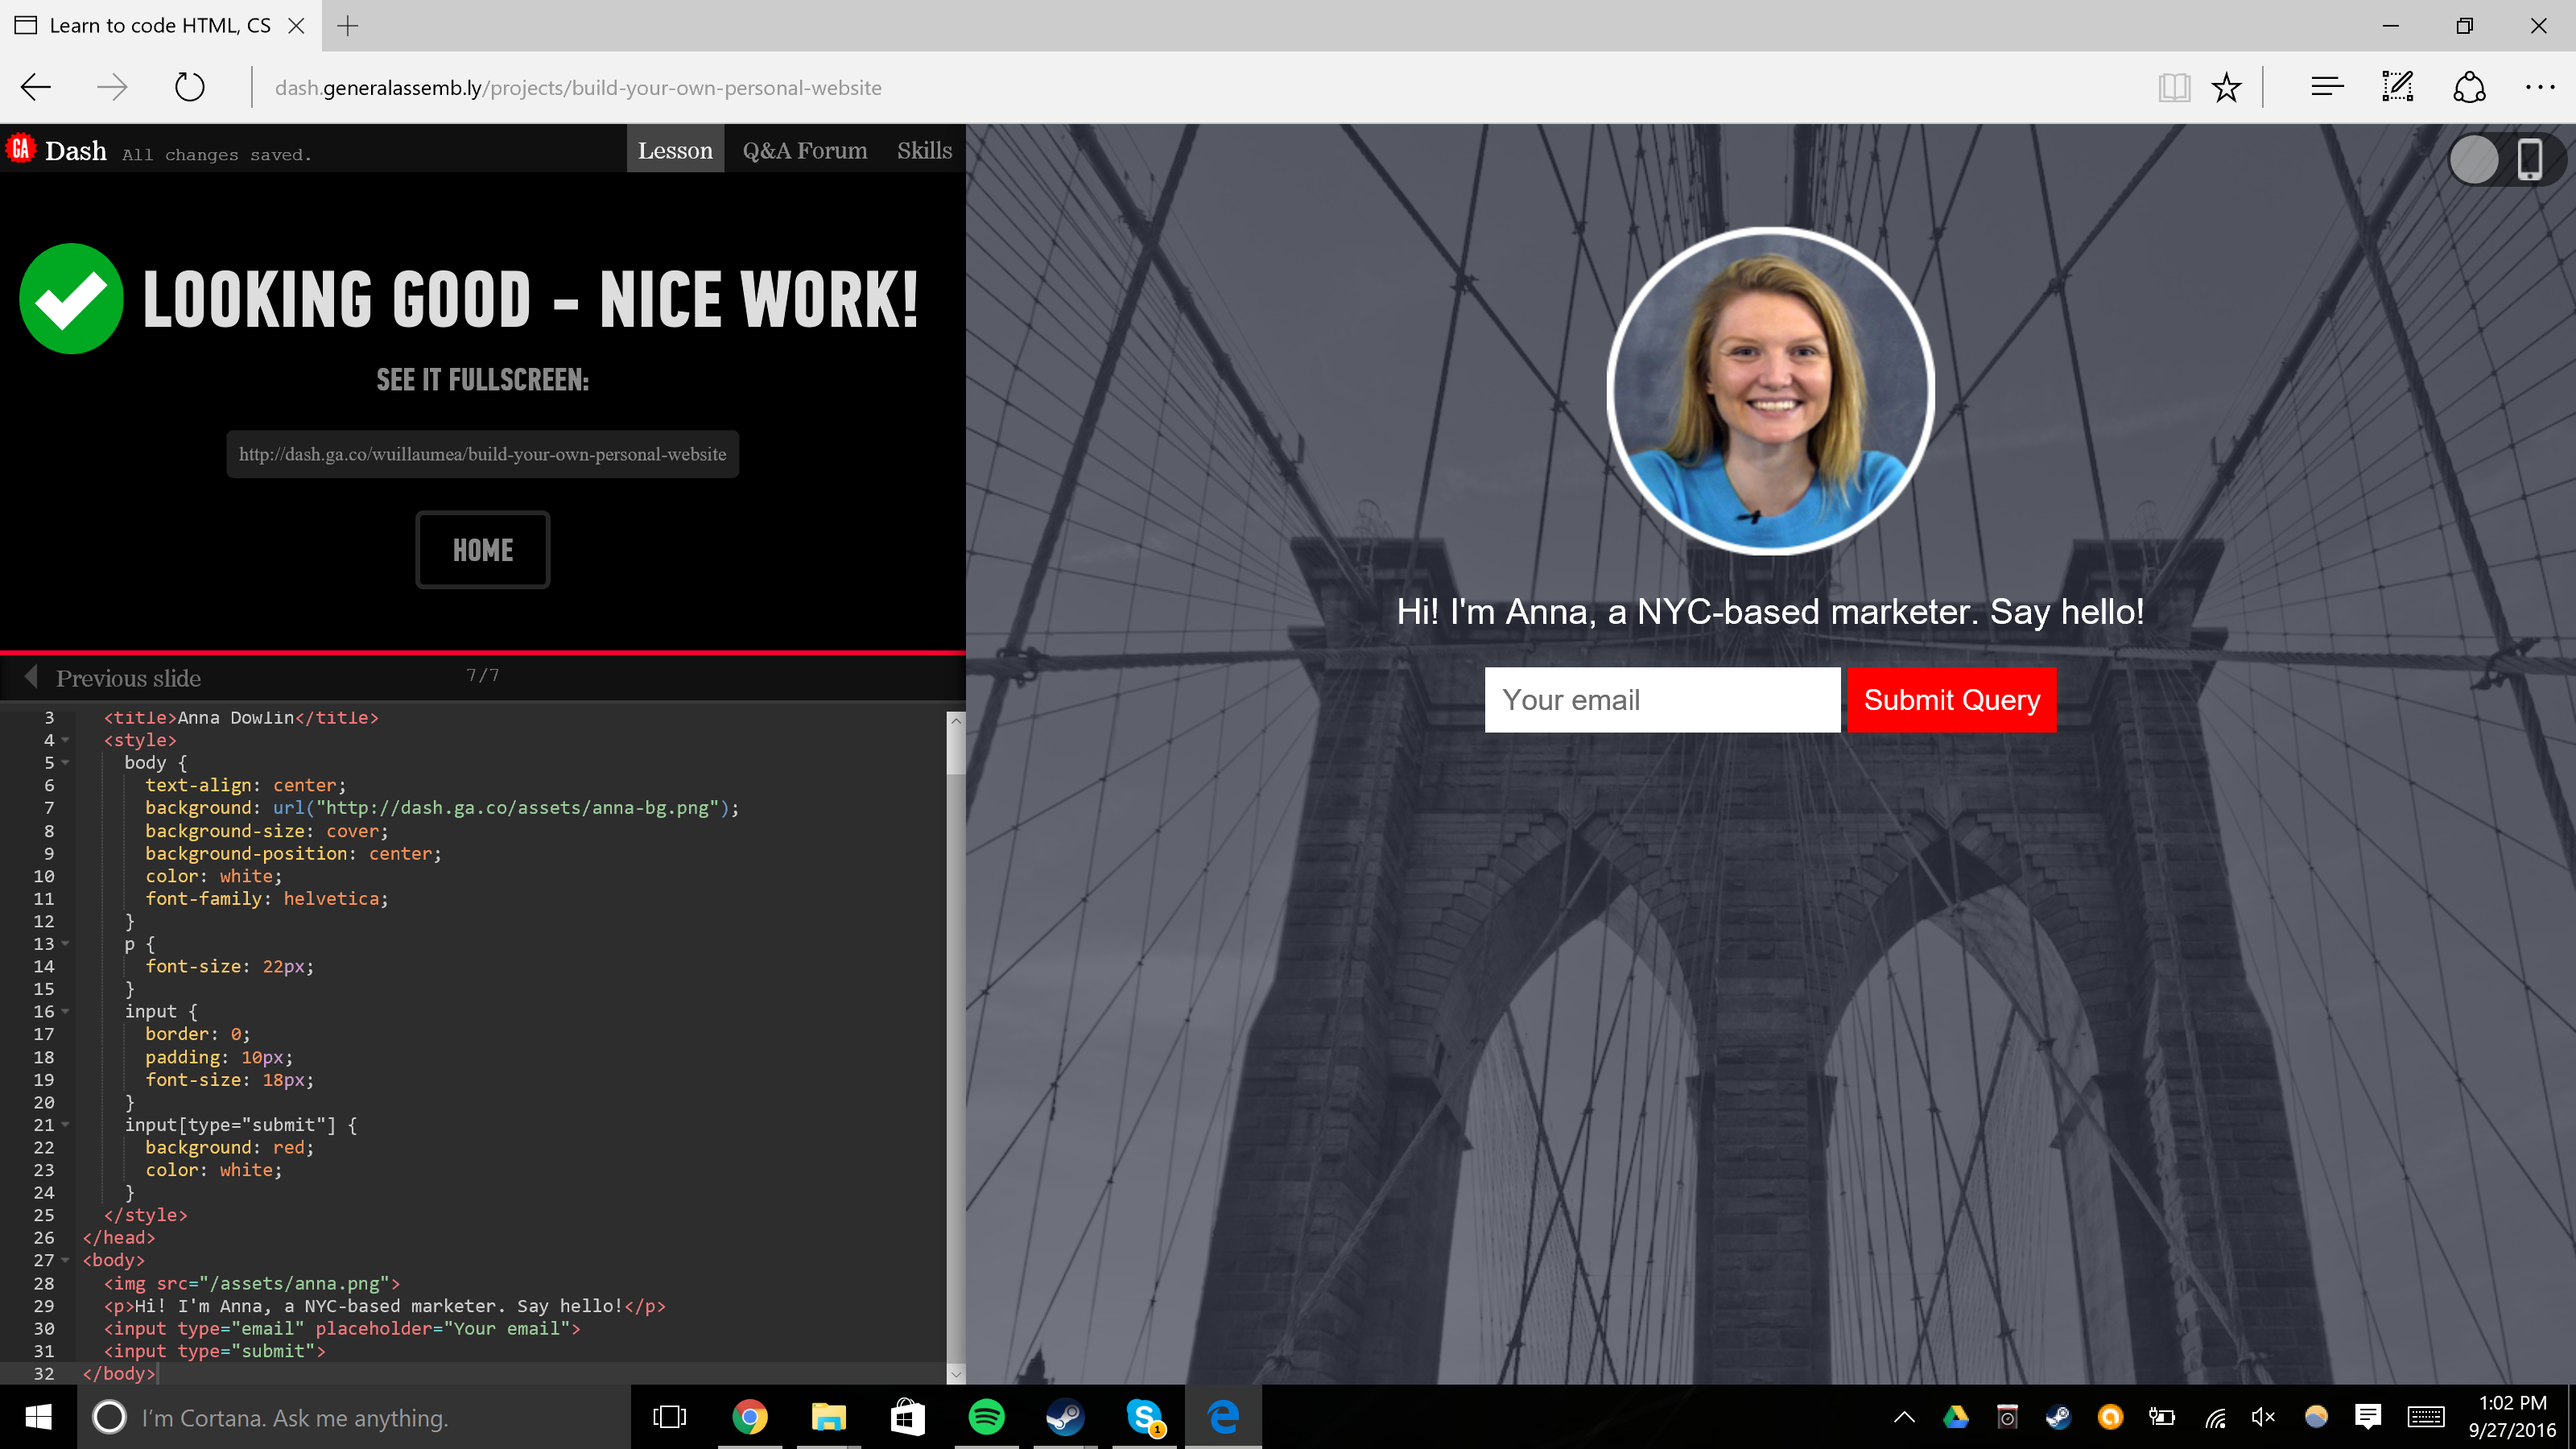 Learn to code HTML, CS
dash.generalassemb.ly/projects/build-your-own-personal-website
GA Dash All changes saved. Lesson Q&A Forum Skills
LOOKING GOOD - NICE WORK!
SEE IT FULLSCREEN:
http://dash.ga.co/wuillaumea/build-your-own-personal-website
HOME
Previous slide 7/7
3 <title>Anna Dowlin</title>
4 <style>
5 body {
6 text-align: center;
7 background: url("http://dash.ga.co/assets/anna-bg.png");
8 background-size: cover;
9 background-position: center;
10 color: white;
11 font-family: helvetica;
12 }
13 p {
14 font-size: 22px;
15 }
16 input {
17 border: 0;
18 padding: 10px;
19 font-size: 18px;
20 }
21 input[type="submit"] {
22 background: red;
23 color: white;
24 }
25 </style>
26 </head>
27 <body>
28 <img src="/assets/anna.png">
29 <p>Hi! I'm Anna, a NYC-based marketer. Say hello!</p>
30 <input type="email" placeholder="Your email">
31 <input type="submit">
32 </body>
Hi! I'm Anna, a NYC-based marketer. Say hello!
Your email Submit Query
I'm Cortana. Ask me anything.
S 1
1:02 PM
9/27/2016